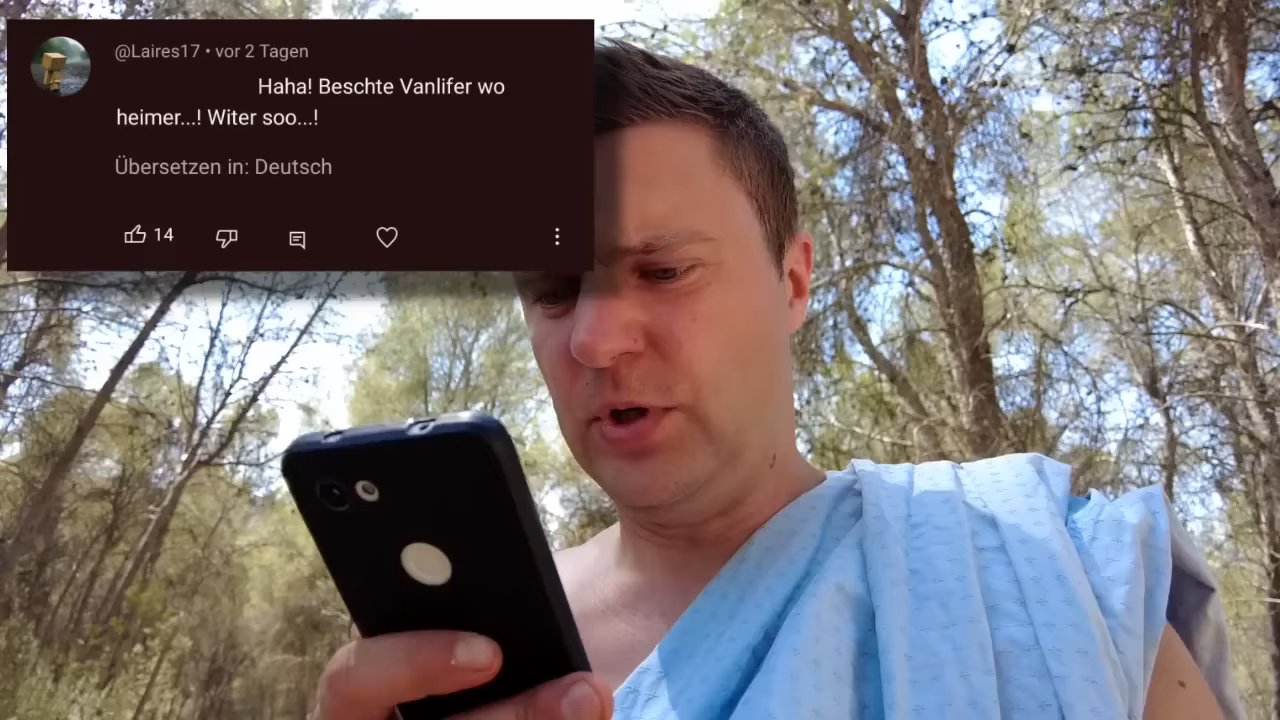 @Laires17 • vor 2 Tagen
Haha! Beschte Vanlifer wo
heimer...! Witer soo...!
Übersetzen in: Deutsch
14